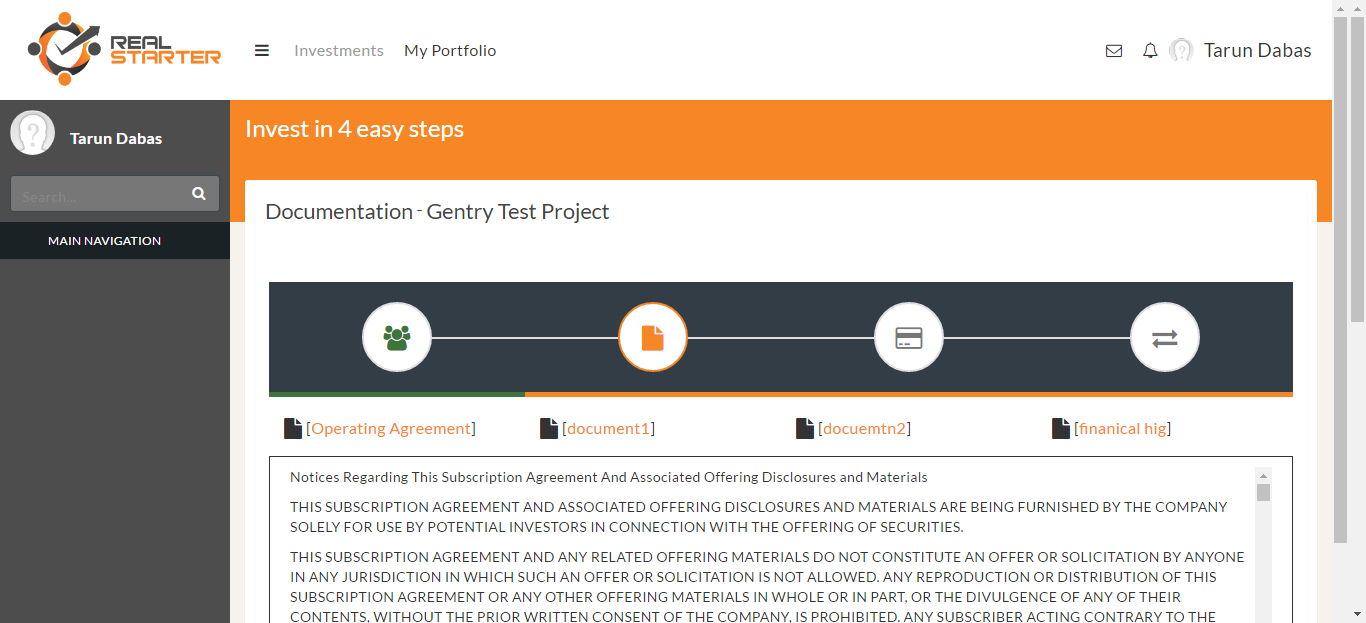 REAL
STARTER
Investments My Portfolio
Tarun Dabas
Tarun Dabas
Search...
MAIN NAVIGATION
Invest in 4 easy steps
Documentation - Gentry Test Project
[Operating Agreement] [document1] [docuemtn2] [finanical hig]
Notices Regarding This Subscription Agreement And Associated Offering Disclosures and Materials
THIS SUBSCRIPTION AGREEMENT AND ASSOCIATED OFFERING DISCLOSURES AND MATERIALS ARE BEING FURNISHED BY THE COMPANY
SOLELY FOR USE BY POTENTIAL INVESTORS IN CONNECTION WITH THE OFFERING OF SECURITIES.
THIS SUBSCRIPTION AGREEMENT AND ANY RELATED OFFERING MATERIALS DO NOT CONSTITUTE AN OFFER OR SOLICITATION BY ANYONE
IN ANY JURISDICTION IN WHICH SUCH AN OFFER OR SOLICITATION IS NOT ALLOWED. ANY REPRODUCTION OR DISTRIBUTION OF THIS
SUBSCRIPTION AGREEMENT OR ANY OTHER OFFERING MATERIALS IN WHOLE OR IN PART, OR THE DIVULGENCE OF ANY OF THEIR
CONTENTS, WITHOUT THE PRIOR WRITTEN CONSENT OF THE COMPANY, IS PROHIBITED. ANY SUBSCRIBER ACTING CONTRARY TO THE